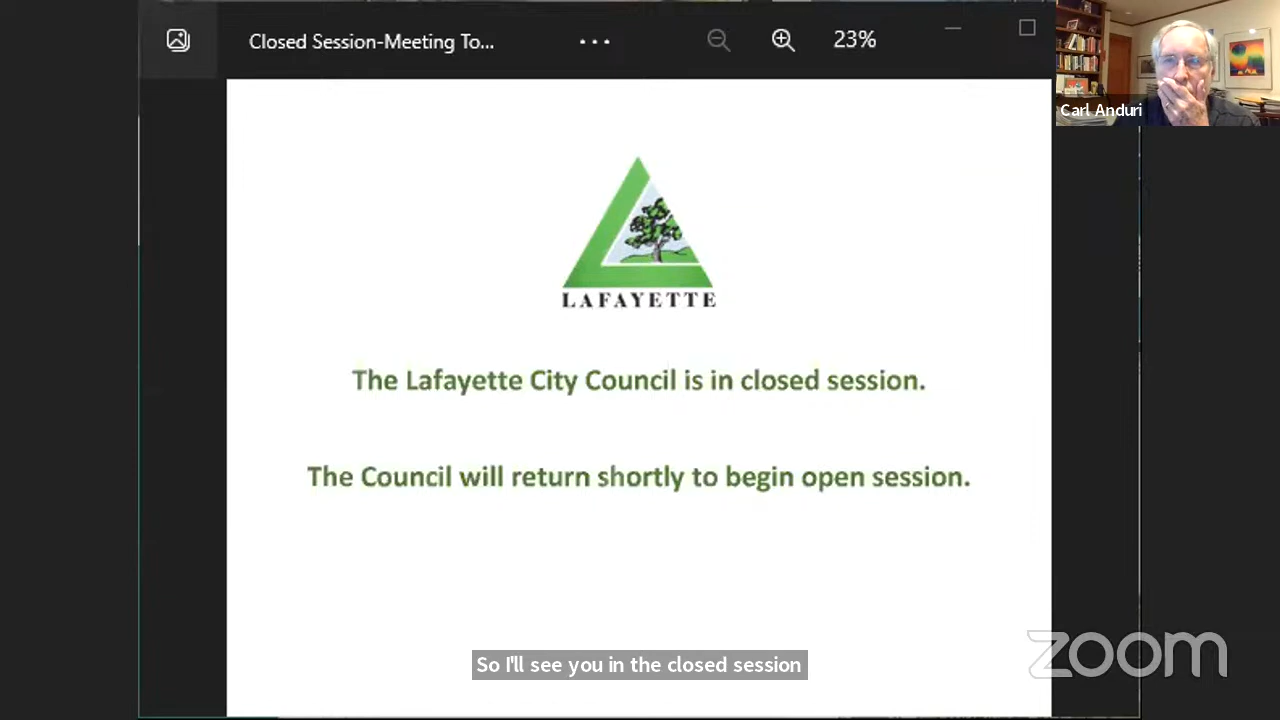 Closed Session-Meeting To...
23%
Carl Anduri
LAFAYETTE
The Lafayette City Council is in closed session.
The Council will return shortly to begin open session.
So I'll see you in the closed session
zoom